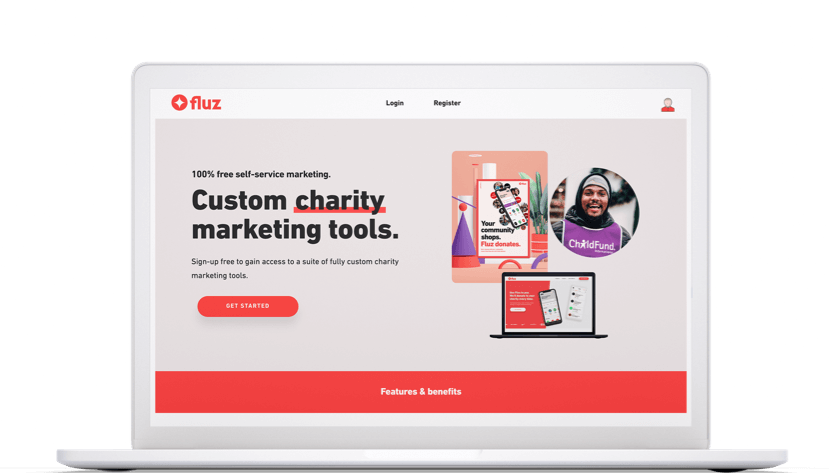 fluz
Login
Register
100% free self-service marketing.
Custom charity
marketing tools.
Sign-up free to gain access to a suite of fully custom charity
marketing tools.
GET STARTED
Your
community
shops.
Fluz donates.
ChildFund.
Features & benefits